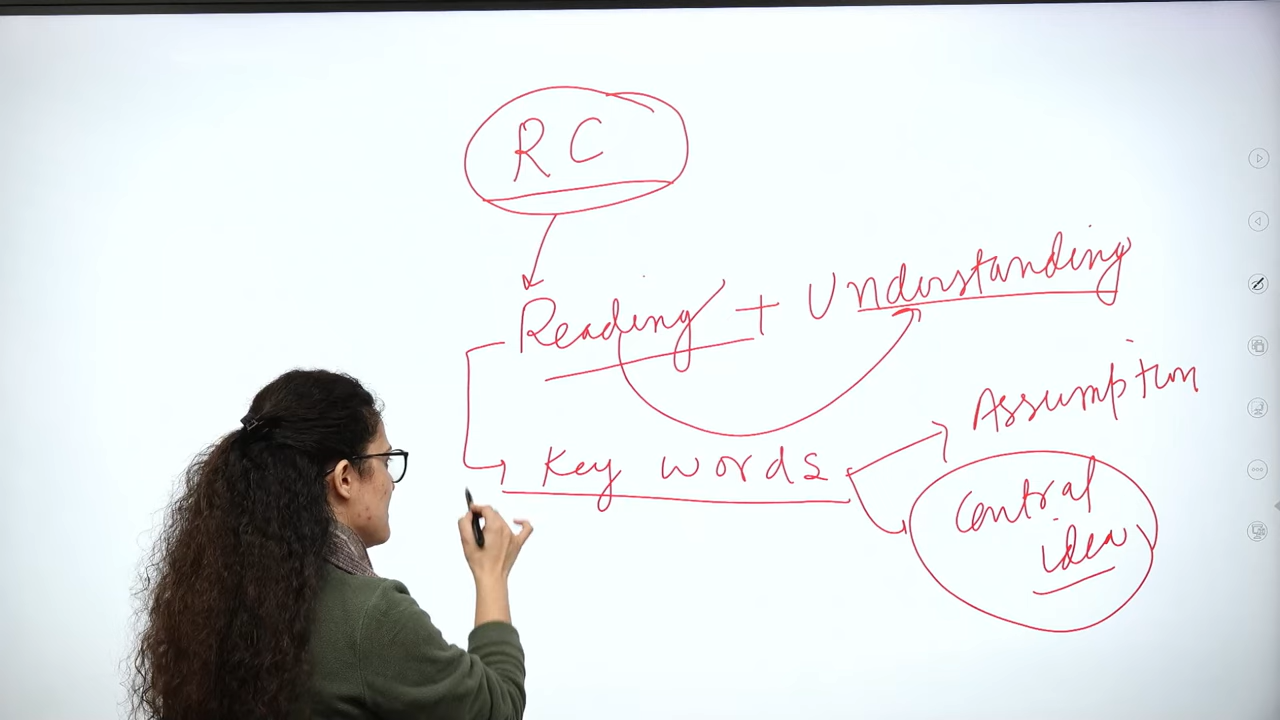 RC
Reading + Understanding
Assumption
Key words
Central
idea